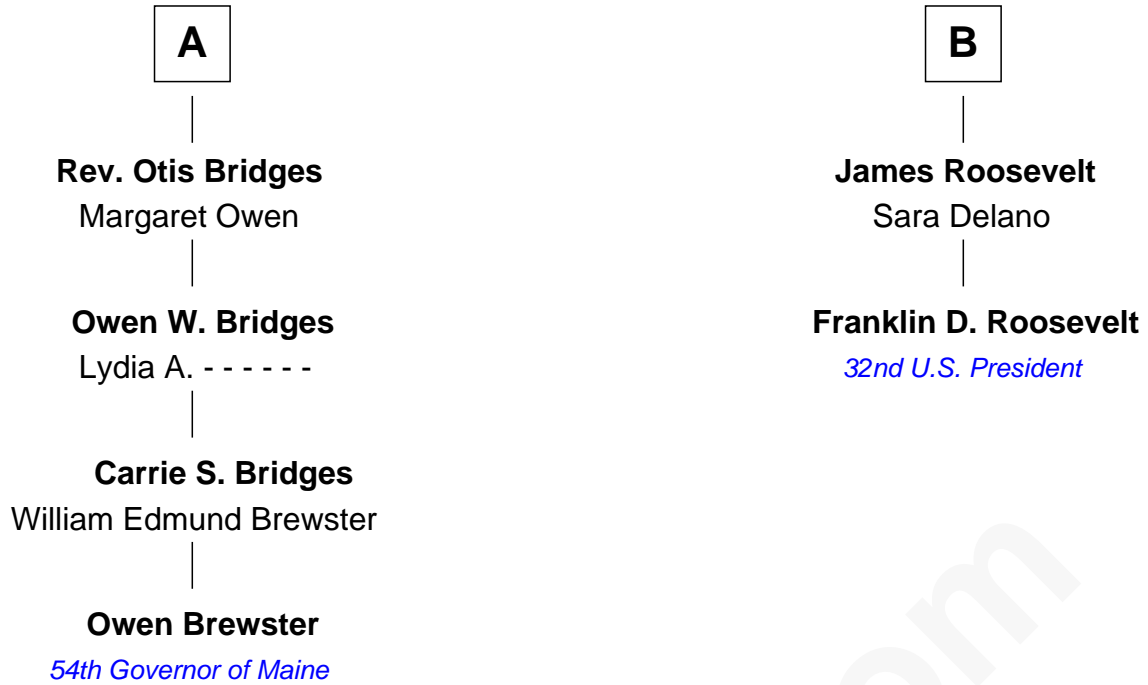 A
Rev. Otis Bridges
Margaret Owen
Owen W. Bridges
Lydia A. - - - - - -
Carrie S. Bridges
William Edmund Brewster
Owen Brewster
54th Governor of Maine
B
James Roosevelt
Sara Delano
Franklin D. Roosevelt
32nd U.S. President
om